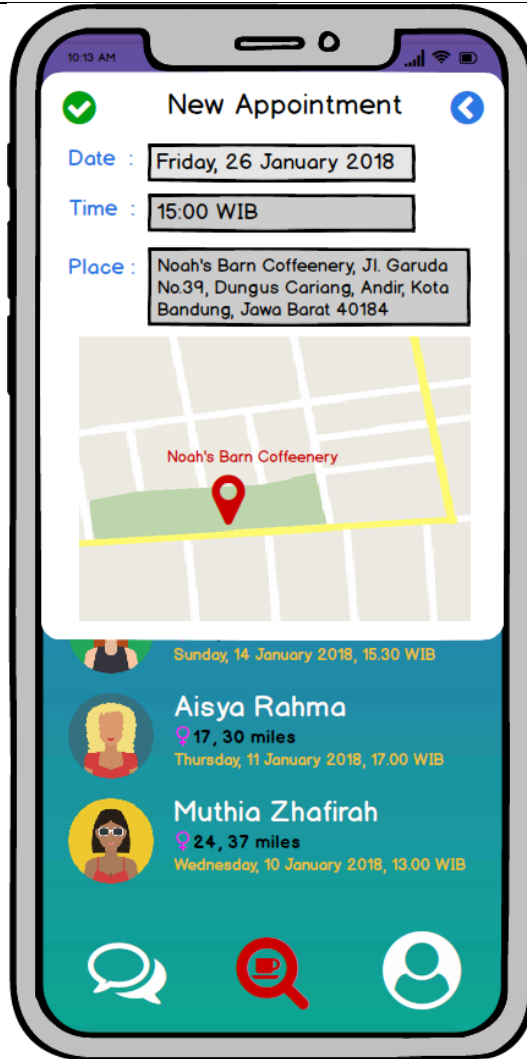 10:13 AM
New Appointment
Date :
Friday, 26 January 2018
Time :
15:00 WIB
Place :
Noah's Barn Coffeenery, Jl. Garuda
No.39, Dungus Cariang, Andir, Kota
Bandung, Jawa Barat 40184
Noah's Barn Coffeenery
Sunday, 14 January 2018, 15.30 WIB
Aisya Rahma
17, 30 miles
Thursday, 11 January 2018, 17.00 WIB
Muthia Zhafirah
24, 37 miles
Wednesday, 10 January 2018, 13.00 WIB